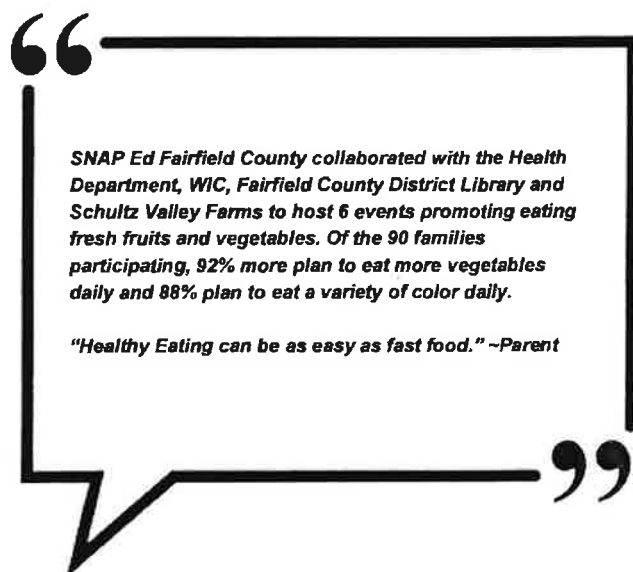 SNAP Ed Fairfield County collaborated with the Health
Department, WIC, Fairfield County District Library and
Schultz Valley Farms to host 6 events promoting eating
fresh fruits and vegetables. Of the 90 families
participating, 92% more plan to eat more vegetables
daily and 88% plan to eat a variety of color daily.
“Healthy Eating can be as easy as fast food.” ~Parent